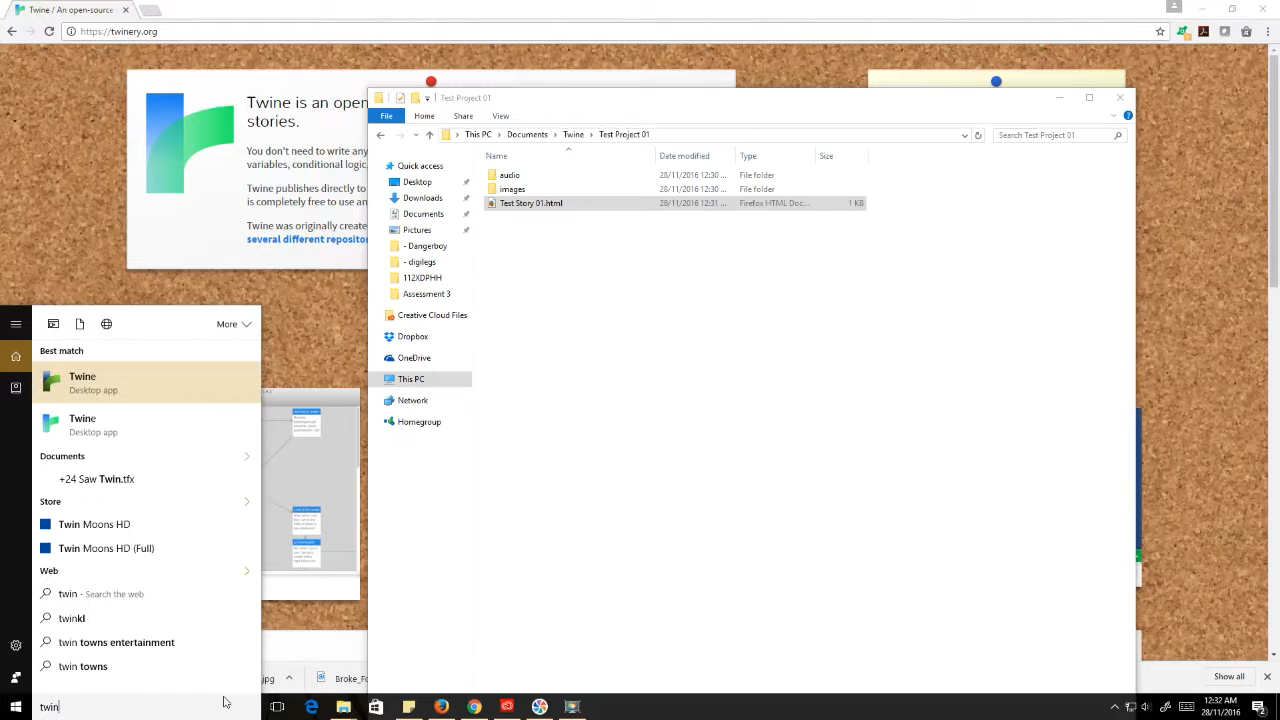 Twine / An open-source
https://twinery.org
Twine is an open
stories.
You don't need to write any
variables, conditional logic,
Twine publishes directly to
is completely free to use an
Twine was originally create
several different repositor
Test Project 01
File
Home
Share
View
This PC
Documents
Twine
Test Project 01
Search Test Project 01
Name
Date modified
Type
Size
audio
28/11/2016 12:30 ...
File folder
images
28/11/2016 12:30 ...
File folder
Test Story 01.html
28/11/2016 12:31 ...
Firefox HTML Doc...
1 KB
Quick access
Desktop
Downloads
Documents
Pictures
- Dangerboy
- digilegs
112XDPHH
Assessment 3
Creative Cloud Files
Dropbox
OneDrive
This PC
Network
Homegroup
More
Best match
Twine
Desktop app
Twine
Desktop app
Documents
+24 Saw Twin.tfx
Store
Twin Moons HD
Twin Moons HD (Full)
Web
twin - Search the web
twinkl
twin towns entertainment
twin towns
twin
.jpg
Broke_Fo
Show all
12:32 AM
28/11/2016
2